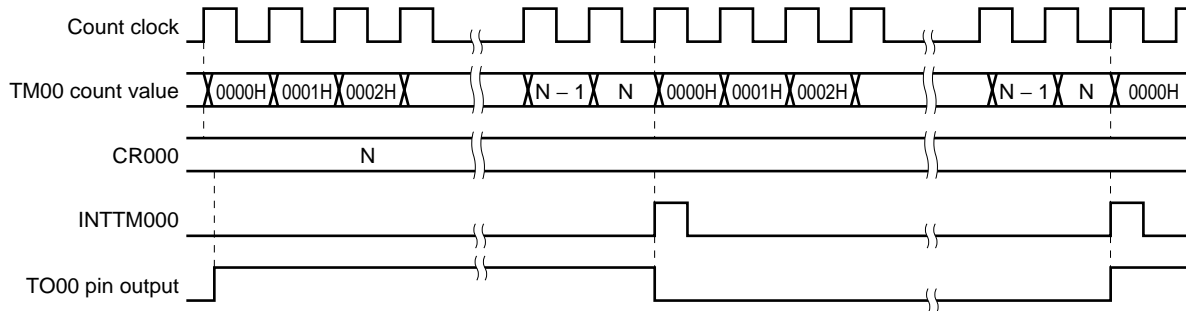 Count clock
TM00 count value 0000H 0001H 0002H N – 1 N 0000H 0001H 0002H N – 1 N 0000H
CR000 N
INTTM000
TO00 pin output